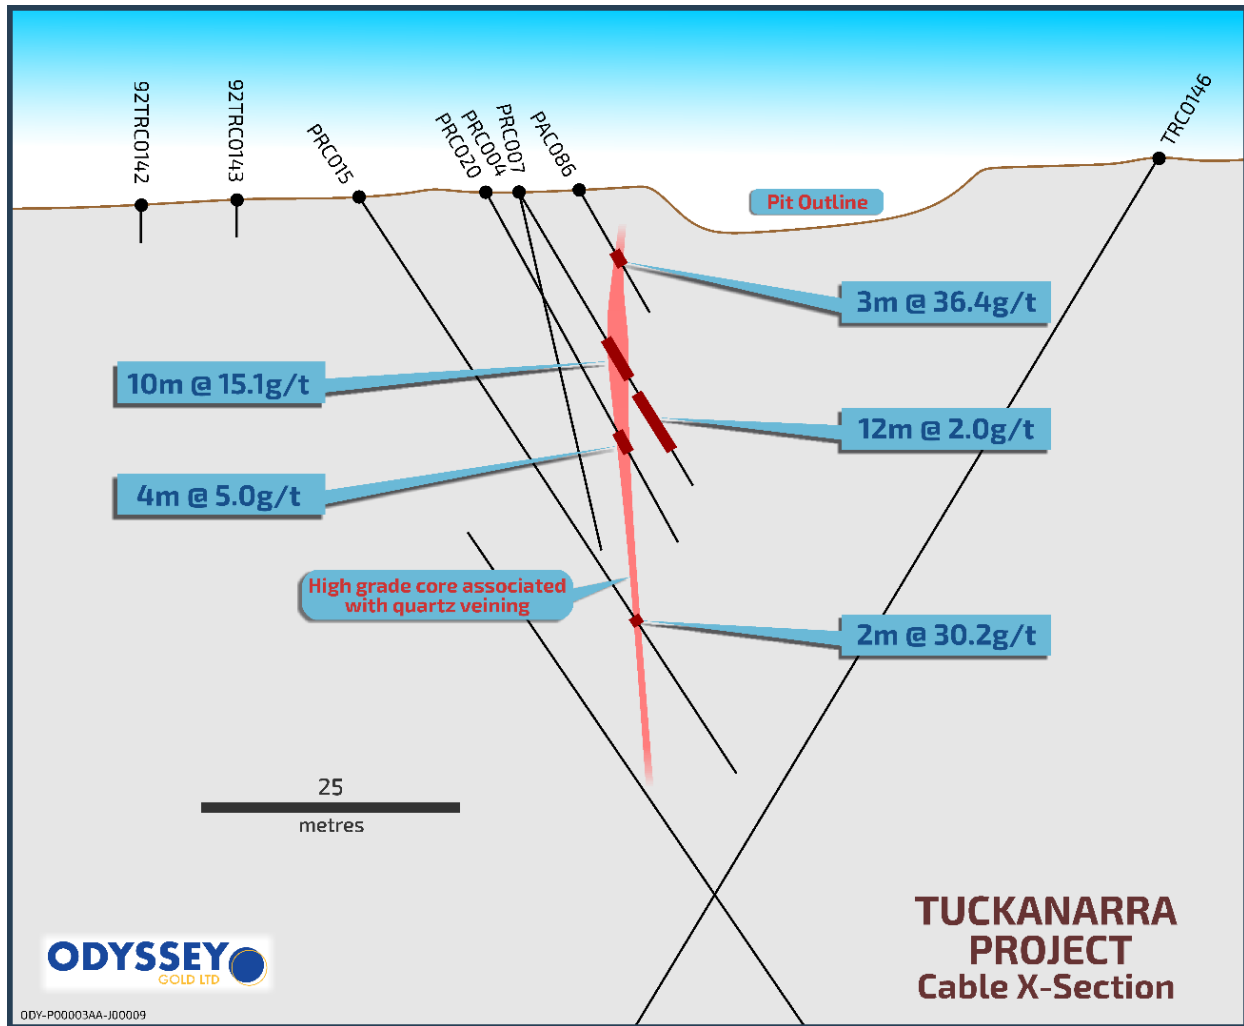 92TRC0142
92TRC0143
PRC015
PRC020
PRC004
PRC007
PAC086
TRC0146
Pit Outline
3m @ 36.4g/t
10m @ 15.1g/t
12m @ 2.0g/t
4m @ 5.0g/t
High grade core associated
with quartz veining
2m @ 30.2g/t
25
metres
TUCKANARRA
PROJECT
Cable X-Section
ODYSSEY
GOLD LTD
ODY-P00003AA-J00009